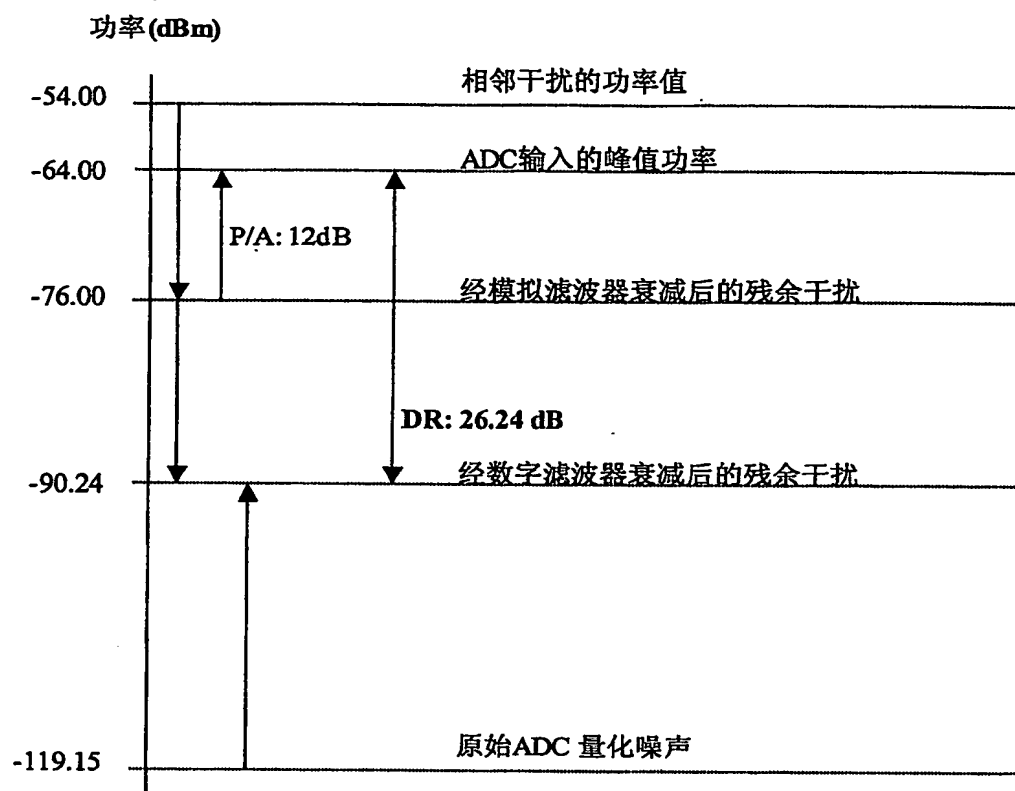 功率(dBm)
相邻干扰的功率值
-54.00
ADC输入的峰值功率
-64.00
P/A: 12dB
经模拟滤波器衰减后的残余干扰
-76.00
DR: 26.24 dB
经数字滤波器衰减后的残余干扰
-90.24
原始ADC 量化噪声
-119.15